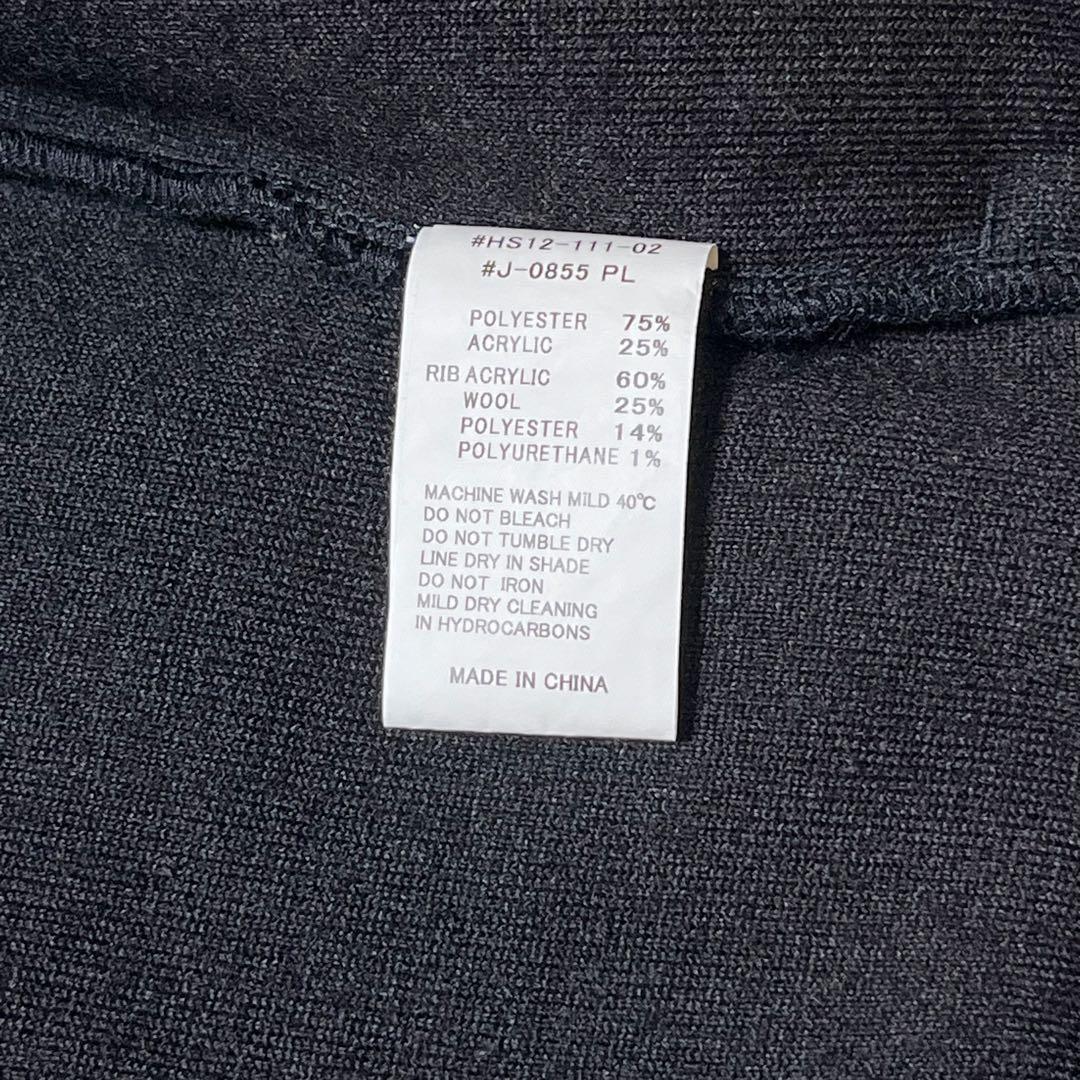 #HS12-111-02
#J-0855 PL
POLYESTER 75%
ACRYLIC 25%
RIB ACRYLIC 60%
WOOL 25%
POLYESTER 14%
POLYURETHANE 1%
MACHINE WASH MILD 40℃
DO NOT BLEACH
DO NOT TUMBLE DRY
LINE DRY IN SHADE
DO NOT IRON
MILD DRY CLEANING
IN HYDROCARBONS
MADE IN CHINA